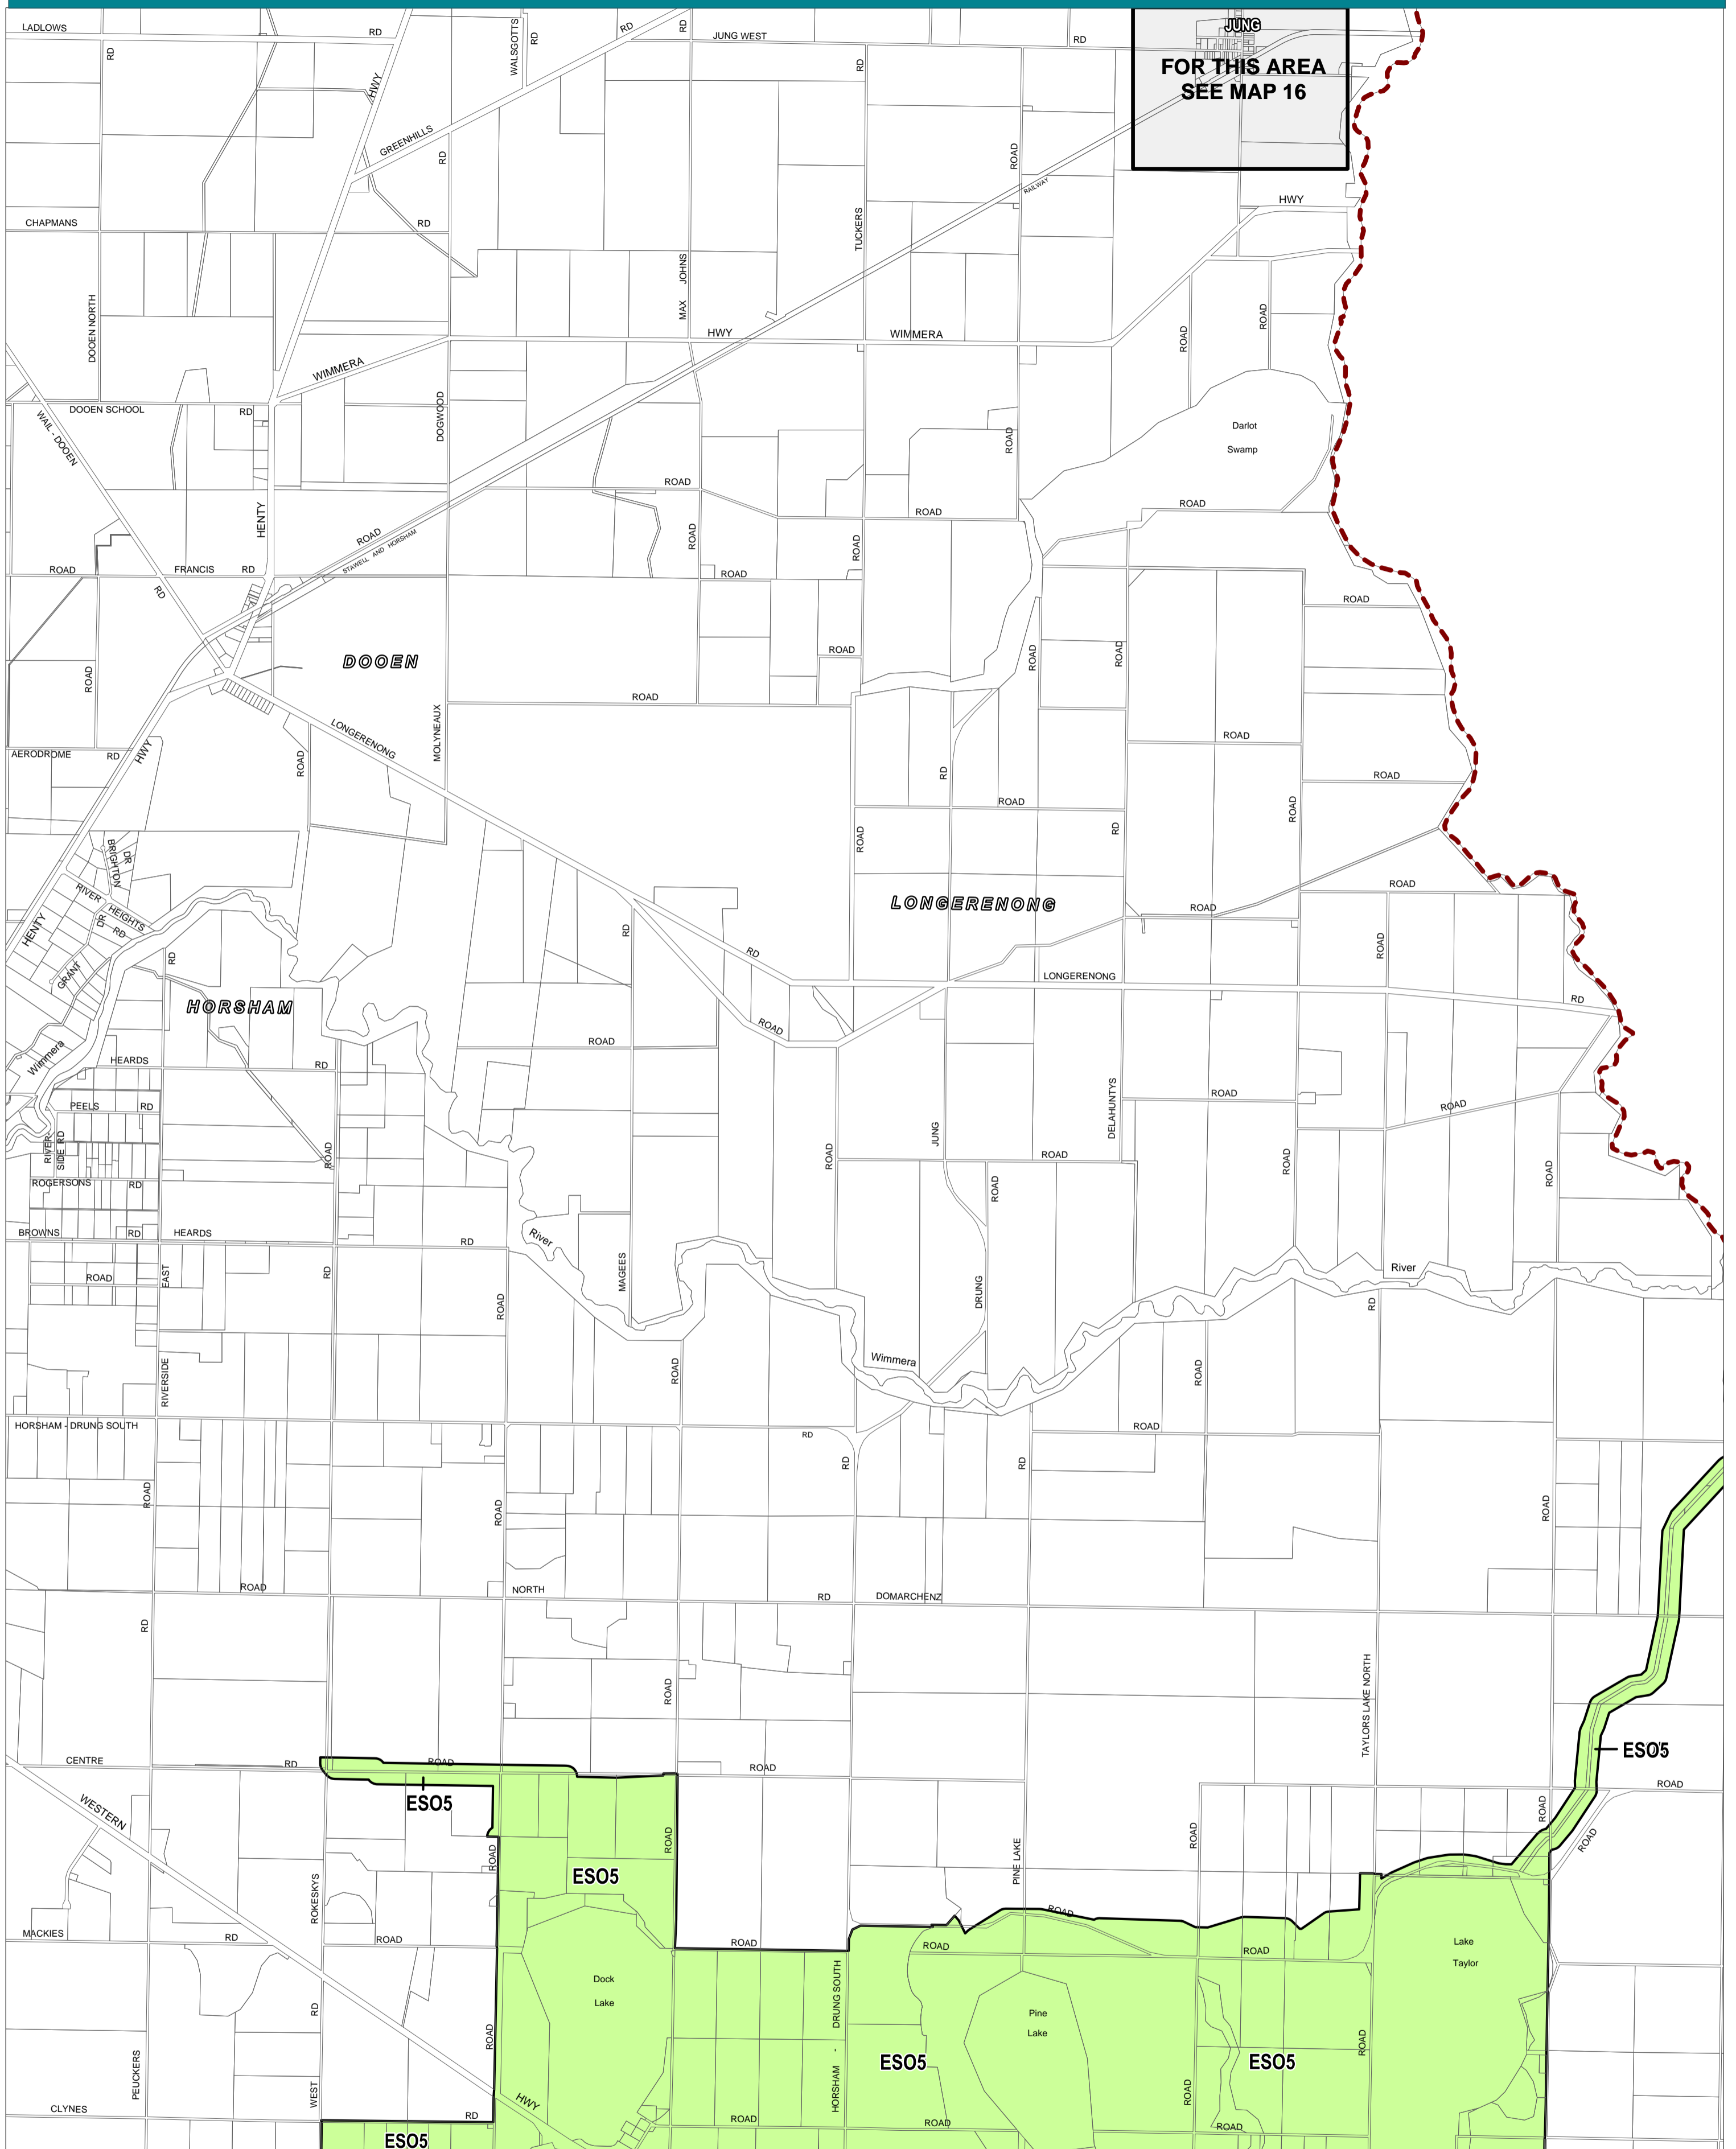 LADLOWS
RD
RD
HWY
WALSGOTTS
RD
RD
RD
JUNG WEST
RD
RD
JUNG
FOR THIS AREA
SEE MAP 16
GREENHILLS
RD
ROAD
RAILWAY
HWY
CHAPMANS
RD
TUCKERS
DOOEN NORTH
MAX JOHNS
HWY
WIMMERA
ROAD
ROAD
WIMMERA
DOOEN SCHOOL
RD
DOGWOOD
WAIL - DOOEN
ROAD
Darlot
Swamp
ROAD
ROAD
ROAD
HENTY
ROAD
STAWELL AND HORSHAM
ROAD
ROAD
ROAD
FRANCIS
RD
RD
ROAD
ROAD
DOOEN
ROAD
ROAD
ROAD
ROAD
ROAD
ROAD
MOLYNEAUX
LONGERENONG
ROAD
AERODROME
RD
HWY
ROAD
RD
ROAD
ROAD
ROAD
ROAD
RD
BRIGHTON
DR
RIVER
HEIGHTS
RD
DR
GRANT
HENTY
ROAD
LONGERENONG
ROAD
RD
RD
RD
ROAD
LONGERENONG
RD
HORSHAM
ROAD
ROAD
Wimmera
HEARDS
RD
ROAD
ROAD
PEELS
RD
DELAHUNTYS
JUNG
RIVER-
SIDE RD
ROAD
ROAD
ROAD
ROAD
ROAD
ROAD
ROGERSONS
RD
BROWNS
RD
HEARDS
RD
River
River
ROAD
EAST
RD
MAGEES
ROAD
DRUNG
RD
RIVERSIDE
ROAD
Wimmera
ROAD
HORSHAM - DRUNG SOUTH
RD
ROAD
RD
RD
ROAD
ROAD
ROAD
ROAD
NORTH
RD
DOMARCHENZ
RD
ROAD
TAYLORS LAKE NORTH
CENTRE
RD
ROAD
ROAD
ESO5
ROAD
WESTERN
ESO5
ROAD
ROAD
ROAD
ROAD
ROAD
PINE LAKE
ROAD
ESO5
ROKESKYS
ROAD
MACKIES
RD
ROAD
ROAD
ROAD
ROAD
Lake
Taylor
Dock
Lake
DRUNG SOUTH
Pine
Lake
RD
ROAD
ROAD
PEUCKERS
ESO5
ESO5
HORSHAM -
WEST
ROAD
HWY
CLYNES
RD
ROAD
ROAD
ROAD
ESO5